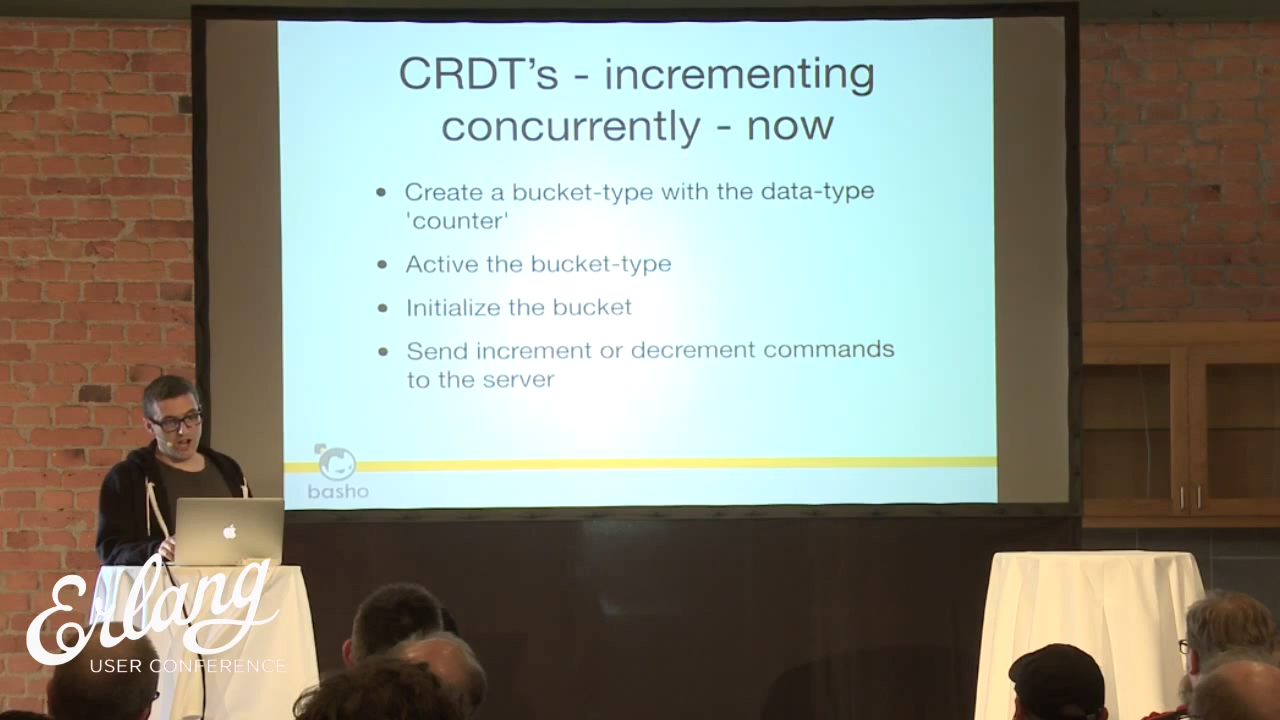 CRDT's - incrementing
concurrently - now
• Create a bucket-type with the data-type
'counter'
• Active the bucket-type
• Initialize the bucket
• Send increment or decrement commands
to the server
basho
Erlang
USER CONFERENCE